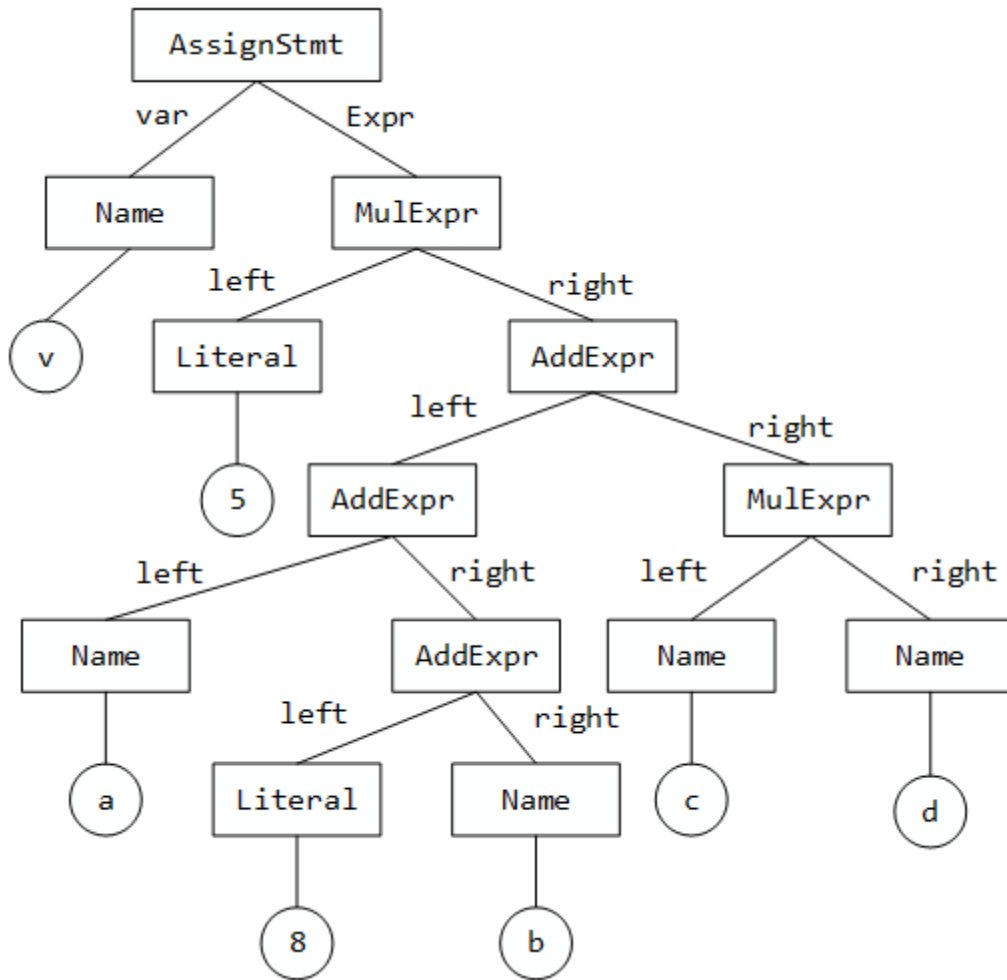 AssignStmt
var Expr
Name MulExpr
left right
v Literal AddExpr
left right
5 AddExpr MulExpr
left right left right
Name AddExpr Name Name
left right
a Literal Name c d
8 b